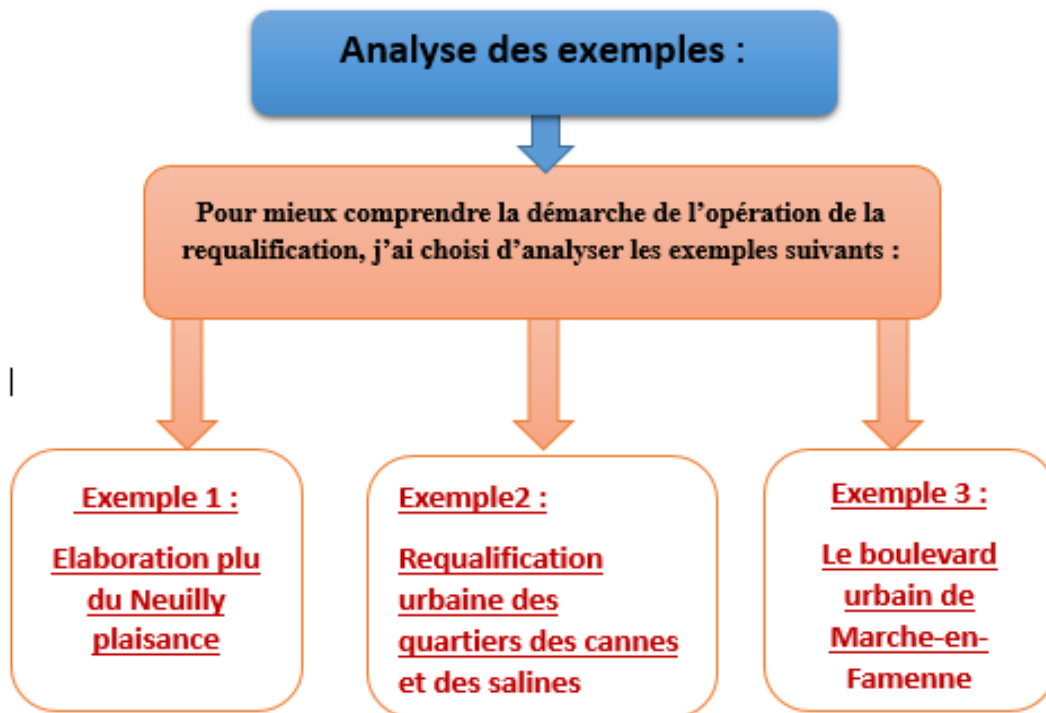 Analyse des exemples :
Pour mieux comprendre la démarche de l’opération de la
requalification, j’ai choisi d’analyser les exemples suivants :
Exemple 1 :
Elaboration plu
du Neuilly
plaisance
Exemple2 :
Requalification
urbaine des
quartiers des cannes
et des salines
Exemple 3 :
Le boulevard
urbain de
Marche-en-
Famenne